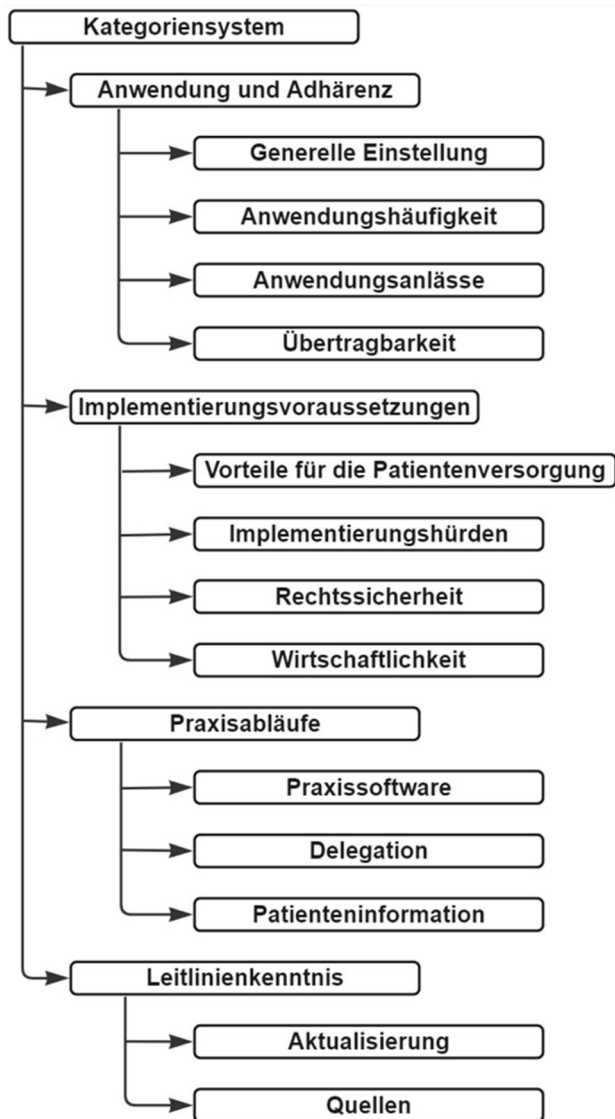 Kategoriensystem
Anwendung und Adhärenz
Generelle Einstellung
Anwendungshäufigkeit
Anwendungsanlässe
Übertragbarkeit
Implementierungsvoraussetzungen
Vorteile für die Patientenversorgung
Implementierungshürden
Rechtssicherheit
Wirtschaftlichkeit
Praxisabläufe
Praxissoftware
Delegation
Patienteninformation
Leitlinienkenntnis
Aktualisierung
Quellen